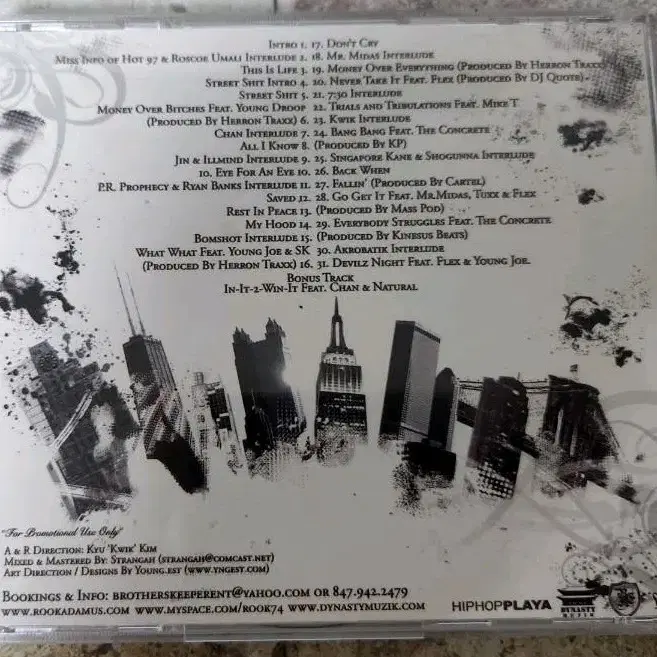 Intro 1. 17. Don't Cry
Miss Info of Hot 97 & Roscoe Umali Interlude 2. 18. Mr. Midas Interlude
This Is Life 3. 19. Money Over Everything (Produced By Herron Traxx)
Street Shit Intro 4. 20. Never Take It Feat. Flex (Produced By DJ Quote)
Street Shit 5. 21. 7:30 Interlude
Money Over Bitches Feat. Young Droop 22. Trials and Tribulations Feat. Mike T
(Produced By Herron Traxx) 6. 23. Kwik Interlude
Chan Interlude 7. 24. Bang Bang Feat. The Concrete
All I Know 8. (Produced By KP)
Jin & Illmind Interlude 9. 25. Singapore Kane & Shogunna Interlude
10. Eye For An Eye 10. 26. Back When
P.R. Prophecy & Ryan Banks Interlude 11. 27. Fallin' (Produced By Cartel)
Saved 12. 28. Go Get It Feat. Mr.Midas, Tuxx & Flex
Rest In Peace 13. (Produced By Mass Pod)
My Hood 14. 29. Everybody Struggles Feat. The Concrete
Bomshot Interlude 15. (Produced By Kinesus Beats)
What What Feat. Young Joe & SK 30. Akrobatik Interlude
(Produced By Herron Traxx) 16. 31. Devilz Night Feat. Flex & Young Joe.
Bonus Track
In-It-2-Win-It Feat. Chan & Natural
"For Promotional Use Only"
A & R Direction: Kyu 'Kwik' Kim
Mixed & Mastered By: Strangah (strangah@comcast.net)
Art Direction / Designs By Young.est (www.yngest.com)
Bookings & Info: brotherskeeperent@yahoo.com or 847.942.2479
www.rookadamus.com www.myspace.com/rook74 www.dynastymuzik.com
HIPHOPPLAYA
DYNASTY
MUZIK